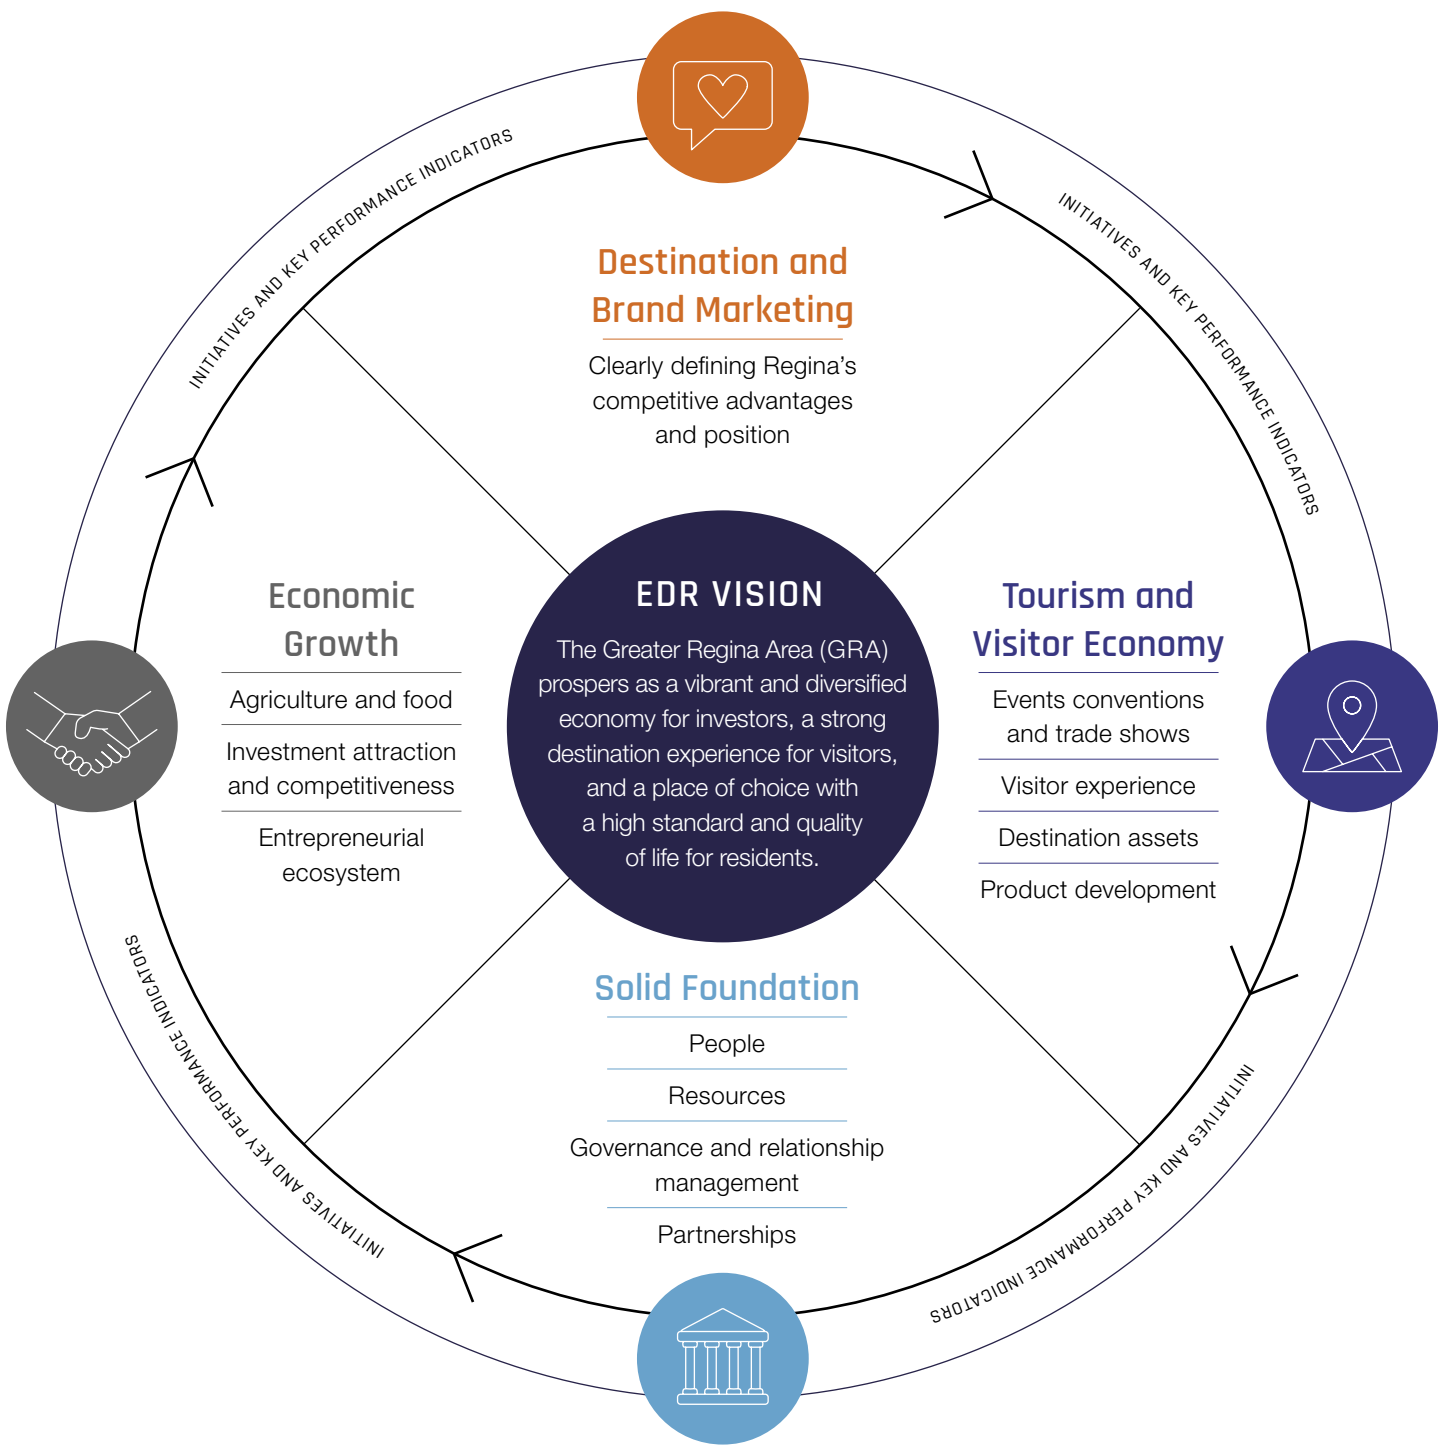 INITIATIVES AND KEY PERFORMANCE INDICATORS
INITIATIVES AND KEY PERFORMANCE INDICATORS
Destination and
Brand Marketing
Clearly defining Regina's
competitive advantages
and position
Economic
Growth
Agriculture and food
Investment attraction
and competitiveness
Entrepreneurial
ecosystem
EDR VISION
The Greater Regina Area (GRA)
prospers as a vibrant and diversified
economy for investors, a strong
destination experience for visitors,
and a place of choice with
a high standard and quality
of life for residents.
Tourism and
Visitor Economy
Events conventions
and trade shows
Visitor experience
Destination assets
Product development
Solid Foundation
People
Resources
Governance and relationship
management
Partnerships
INITIATIVES AND KEY PERFORMANCE INDICATORS
INITIATIVES AND KEY PERFORMANCE INDICATORS